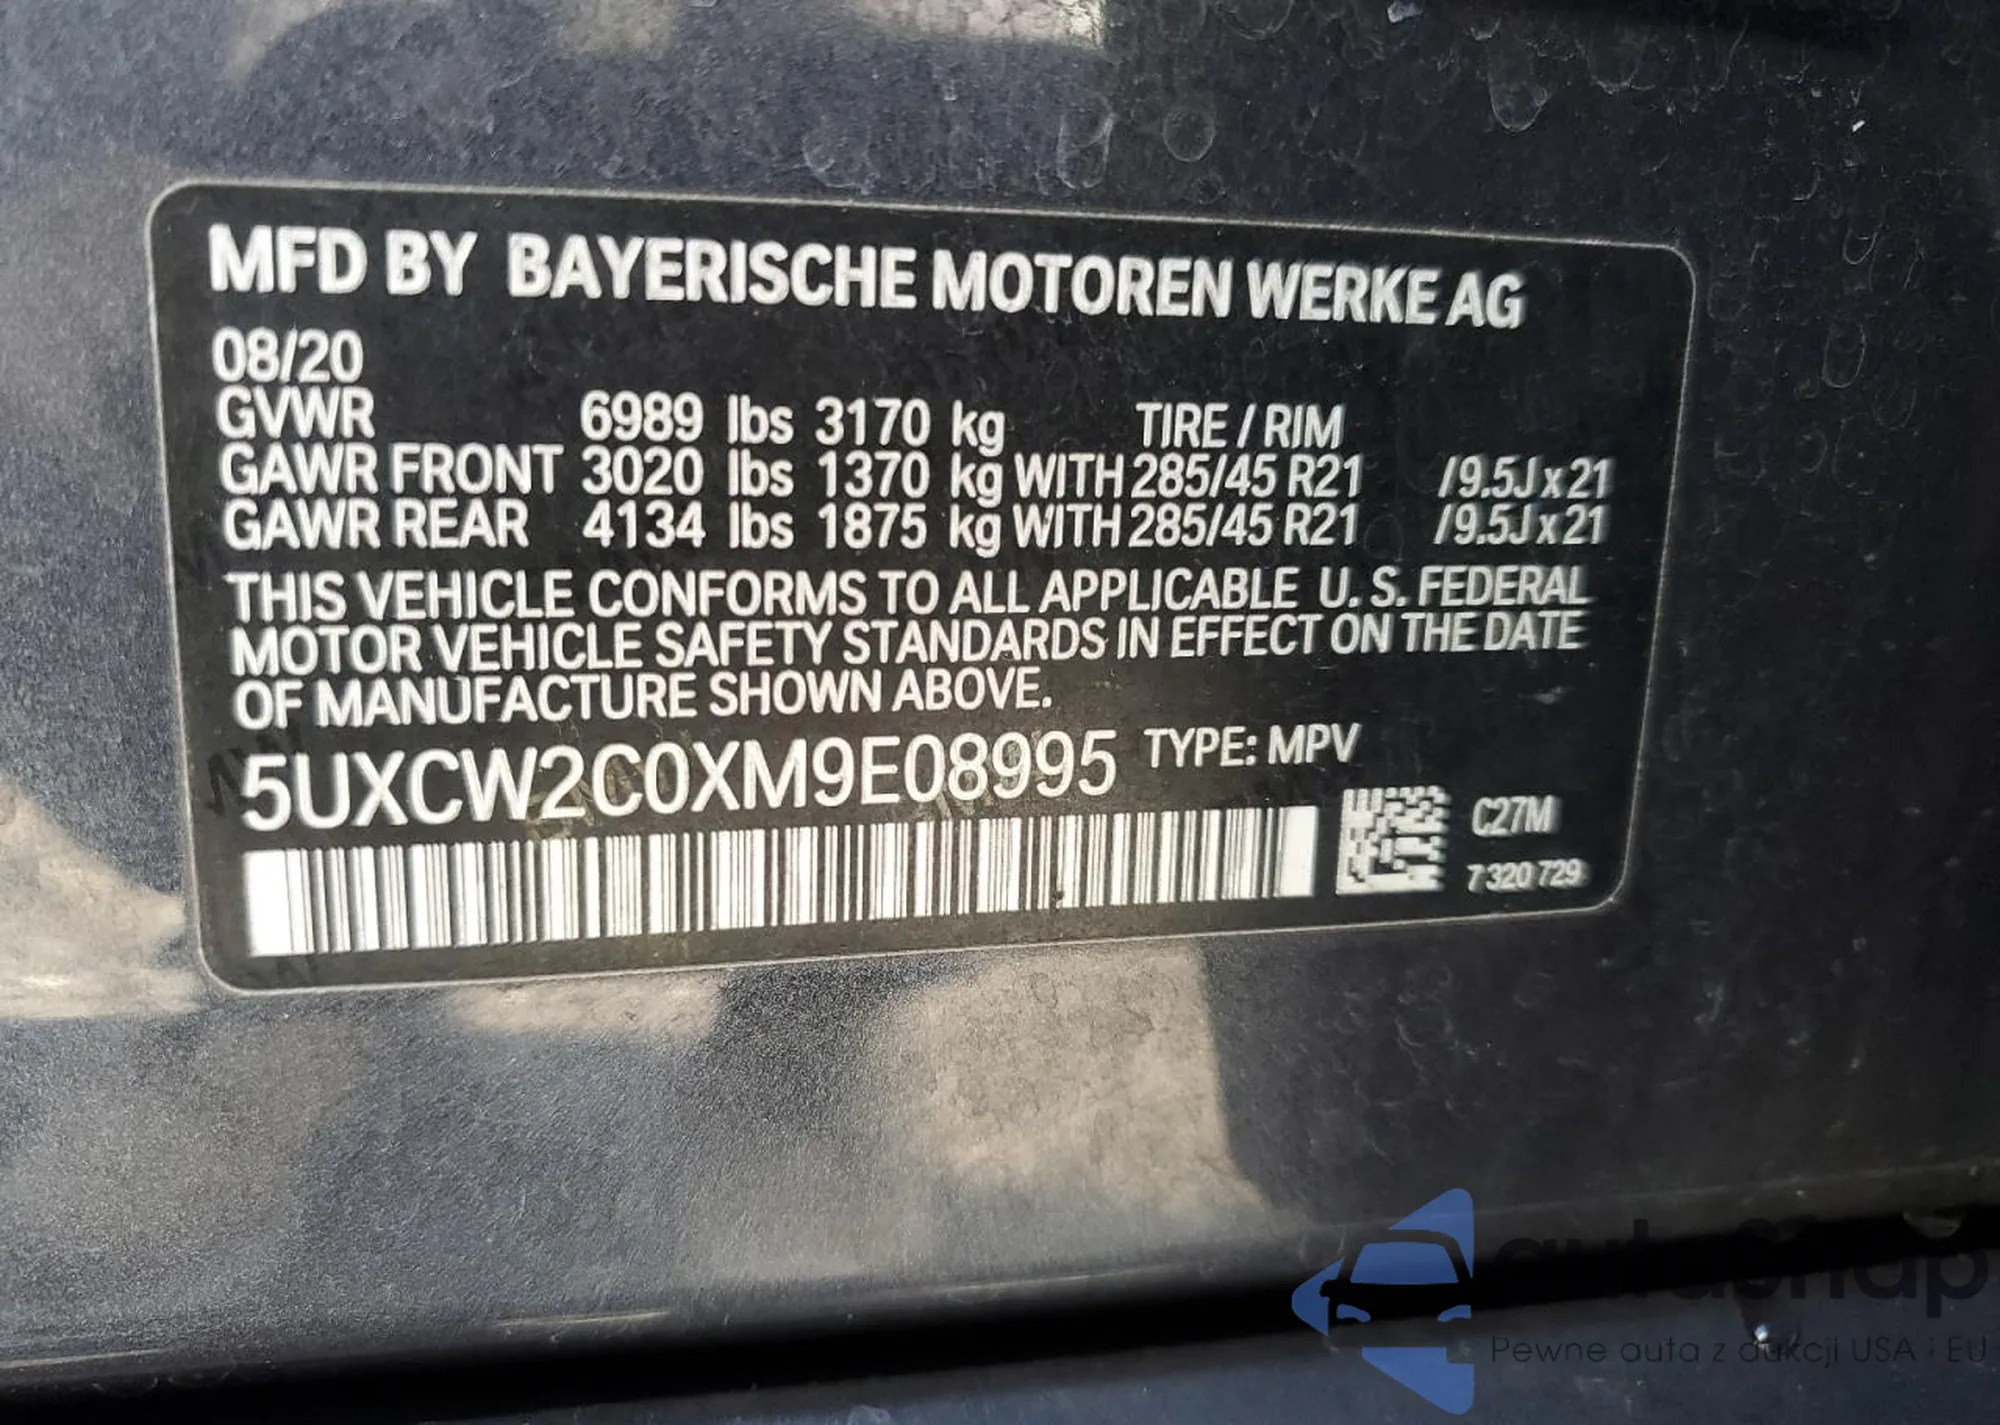 MFD BY BAYERISCHE MOTOREN WERKE AG
08/20
GVWR 6989 lbs 3170 kg TIRE / RIM
GAWR FRONT 3020 lbs 1370 kg WITH 285/45 R21 /9.5J x 21
GAWR REAR 4134 lbs 1875 kg WITH 285/45 R21 /9.5J x 21
THIS VEHICLE CONFORMS TO ALL APPLICABLE U. S. FEDERAL
MOTOR VEHICLE SAFETY STANDARDS IN EFFECT ON THE DATE
OF MANUFACTURE SHOWN ABOVE.
5UXCW2C0XM9E08995 TYPE: MPV
C27M
7 320 729
autaSnap
Pewne auta z aukcji USA i EU